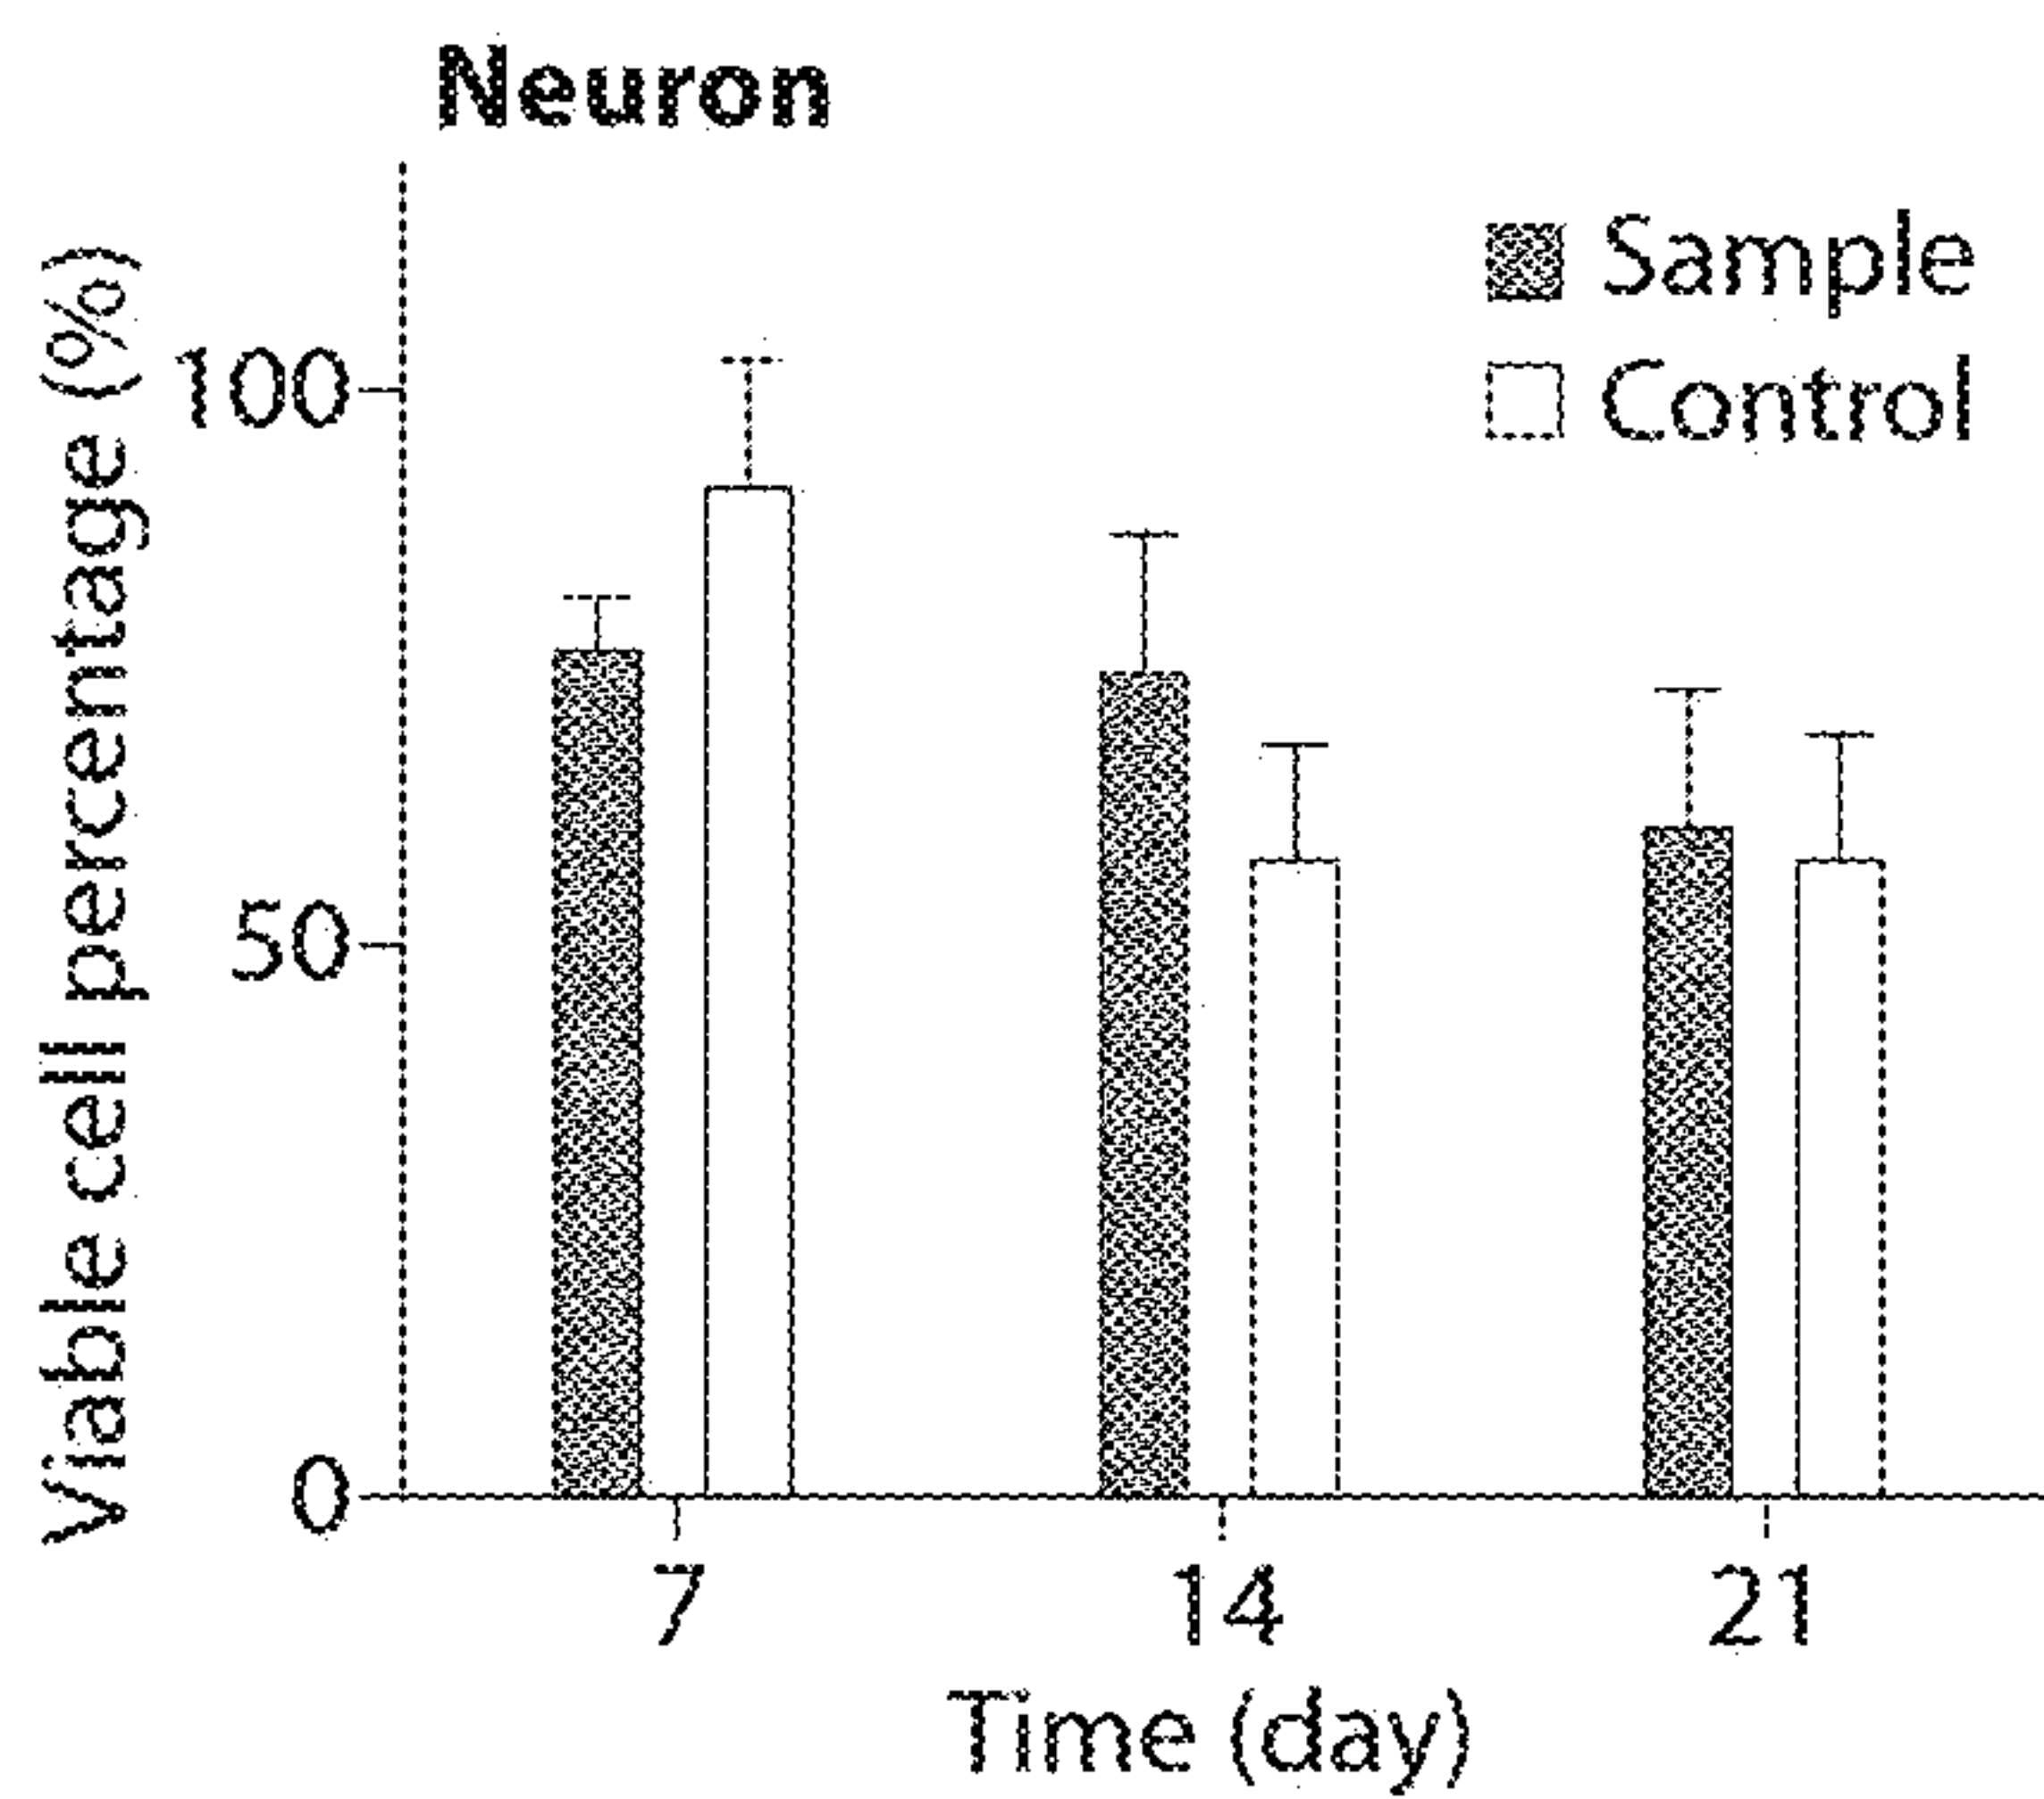 Neuron
Sample
Control
Viable cell percentage (%)
100
50
0
7 14 21
Time (day)